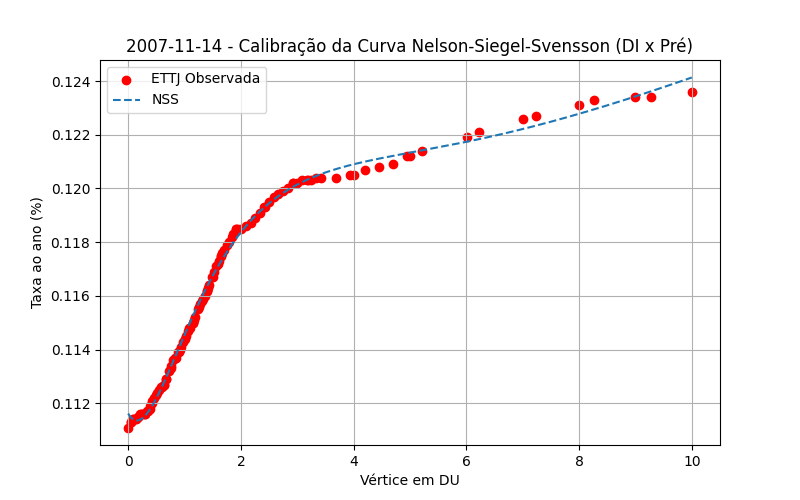 2007-11-14 - Calibração da Curva Nelson-Siegel-Svensson (DI x Pré)
ETTJ Observada
NSS
Taxa ao ano (%)
0.124
0.122
0.120
0.118
0.116
0.114
0.112
0 2 4 6 8 10
Vértice em DU